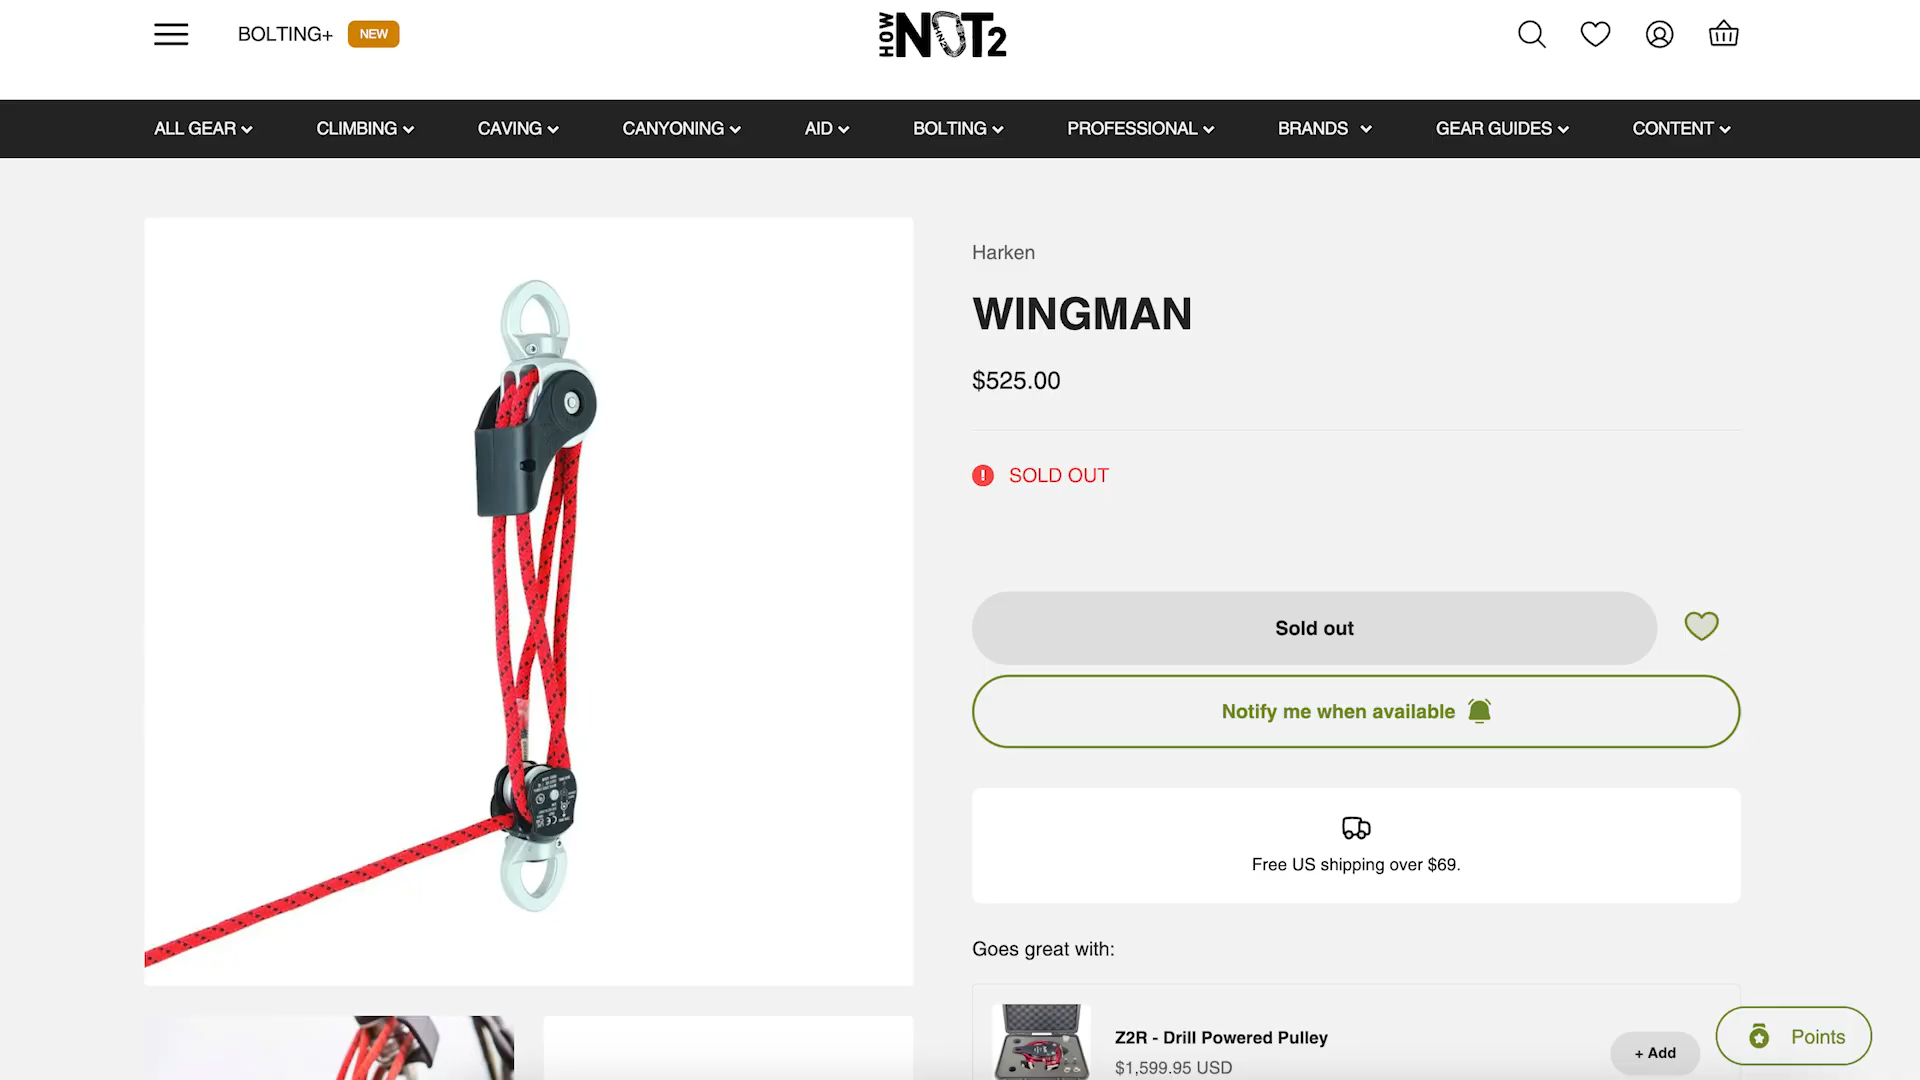 BOLTING+ NEW
HOW NOT2
ALL GEAR CLIMBING CAVING CANYONING AID BOLTING PROFESSIONAL BRANDS GEAR GUIDES CONTENT
Harken
WINGMAN
$525.00
SOLD OUT
Sold out
Notify me when available
Free US shipping over $69.
Goes great with:
Z2R - Drill Powered Pulley
$1,599.95 USD
+ Add
Points